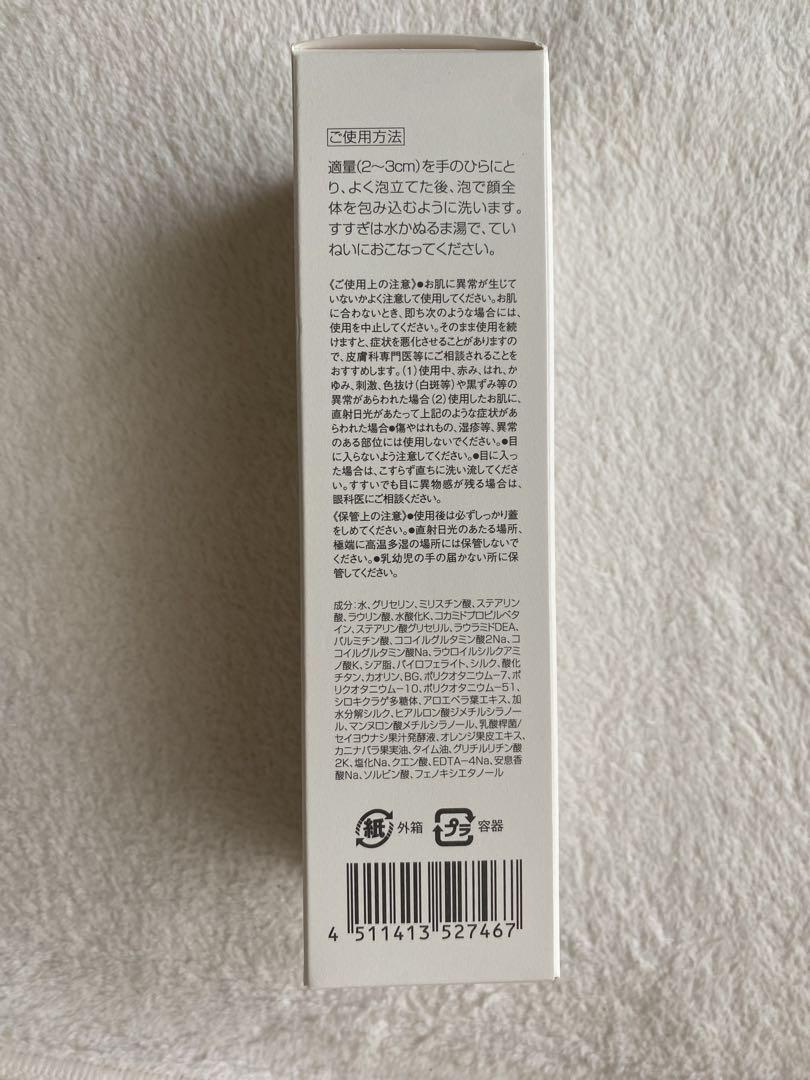 ご使用方法
適量(2〜3cm)を手のひらにと
り、よく泡立てた後、泡で顔全
体を包み込むように洗います。
すすぎは水かぬるま湯で、てい
ねいにおこなってください。
《ご使用上の注意》●お肌に異常が生じて
いないかよく注意して使用してください。お肌
に合わないとき、即ち次のような場合には、
使用を中止してください。そのまま使用を続
けますと、症状を悪化させることがありますの
で、皮膚科専門医等にご相談されることを
おすすめします。(1)使用中、赤み、はれ、か
ゆみ、刺激、色抜け(白斑等)や黒ずみ等の
異常があらわれた場合(2)使用したお肌に、
直射日光があたって上記のような症状があ
らわれた場合●傷やはれもの、湿疹等、異常
のある部位には使用しないでください。●目
に入らないよう注意してください。●目に入っ
た場合は、こすらず直ちに洗い流してくださ
い。すすいでも目に異物感が残る場合は、
眼科医にご相談ください。
《保管上の注意》●使用後は必ずしっかり蓋
をしめてください。●直射日光のあたる場所、
極端に高温多湿の場所には保管しないで
ください。●乳幼児の手の届かない所に保
管してください。
成分:水、グリセリン、ミリスチン酸、ステアリン
酸、ラウリン酸、水酸化K、コカミドプロピルベタ
イン、ステアリン酸グリセリル、ラウラミドDEA、
パルミチン酸、ココイルグルタミン酸2Na、コ
コイルグルタミン酸Na、ラウロイルシルクアミ
ノ酸K、シア脂、パイロフェライト、シルク、酸化
チタン、カオリン、BG、ポリクオタニウム-7、ポ
リクオタニウム-10、ポリクオタニウム-51、
シロキクラゲ多糖体、アロエベラ葉エキス、加
水分解シルク、ヒアルロン酸ジメチルシラノー
ル、マンヌロン酸メチルシラノール、乳酸桿菌/
セイヨウナシ果汁発酵液、オレンジ果皮エキス、
カニナバラ果実油、タイム油、グリチルリチン酸
2K、塩化Na、クエン酸、EDTA-4Na、安息香
酸Na、ソルビン酸、フェノキシエタノール
紙 外箱 プラ 容器
4 511413 527467